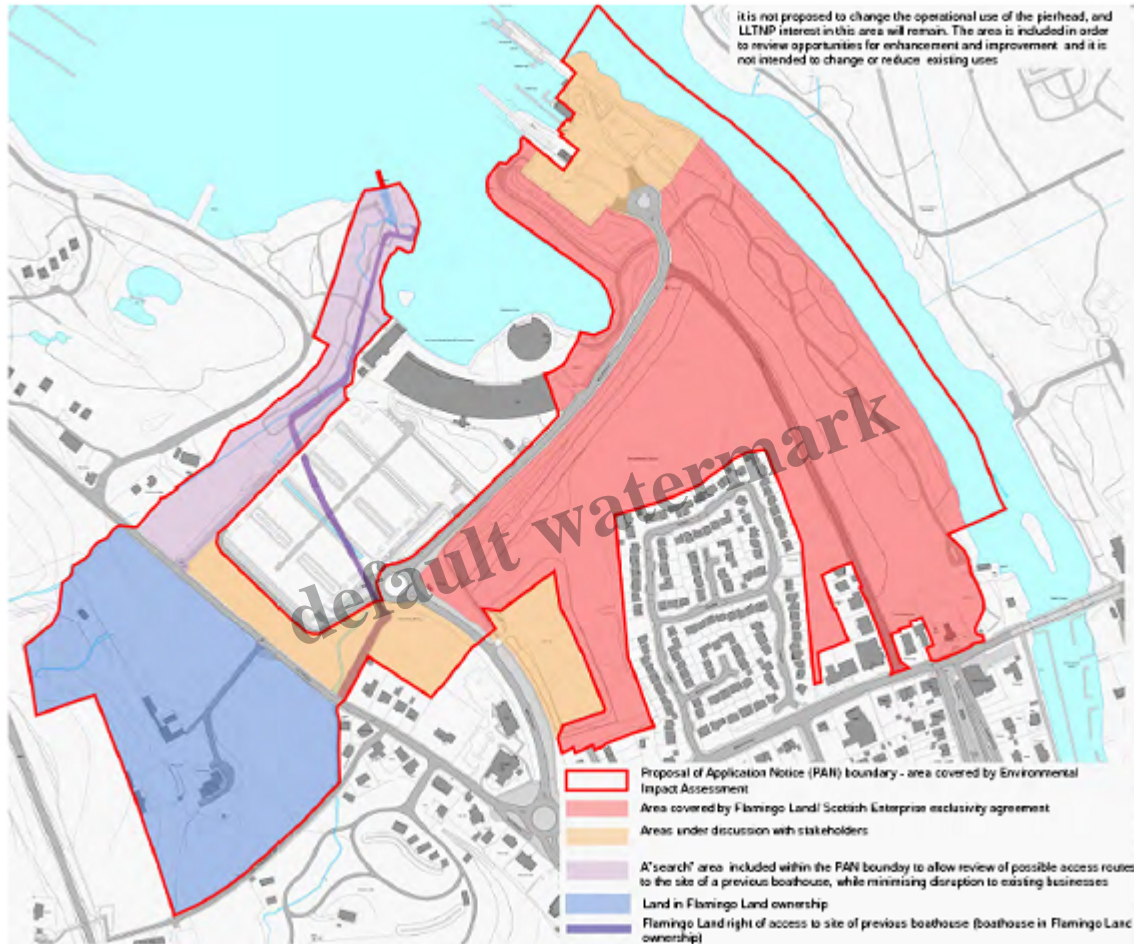 it is not proposed to change the operational use of the pierhead, and
LLTNP interest in this area will remain. The area is included in order
to review opportunities for enhancement and improvement and it is
not intended to change or reduce existing uses
default watermark
Proposal of Application Notice (PAN) boundary - area covered by Environmental
Impact Assessment
Area covered by Flamingo Land/ Scottish Enterprise exclusivity agreement
Areas under discussion with stakeholders
A"search" area included within the PAN bounday to allow review of possible access routes
to the site of a previous boathouse, while minimising disruption to existing businesses
Land in Flamingo Land ownership
Flamingo Land right of access to site of previous boathouse (boathouse in Flamingo Land
ownership)